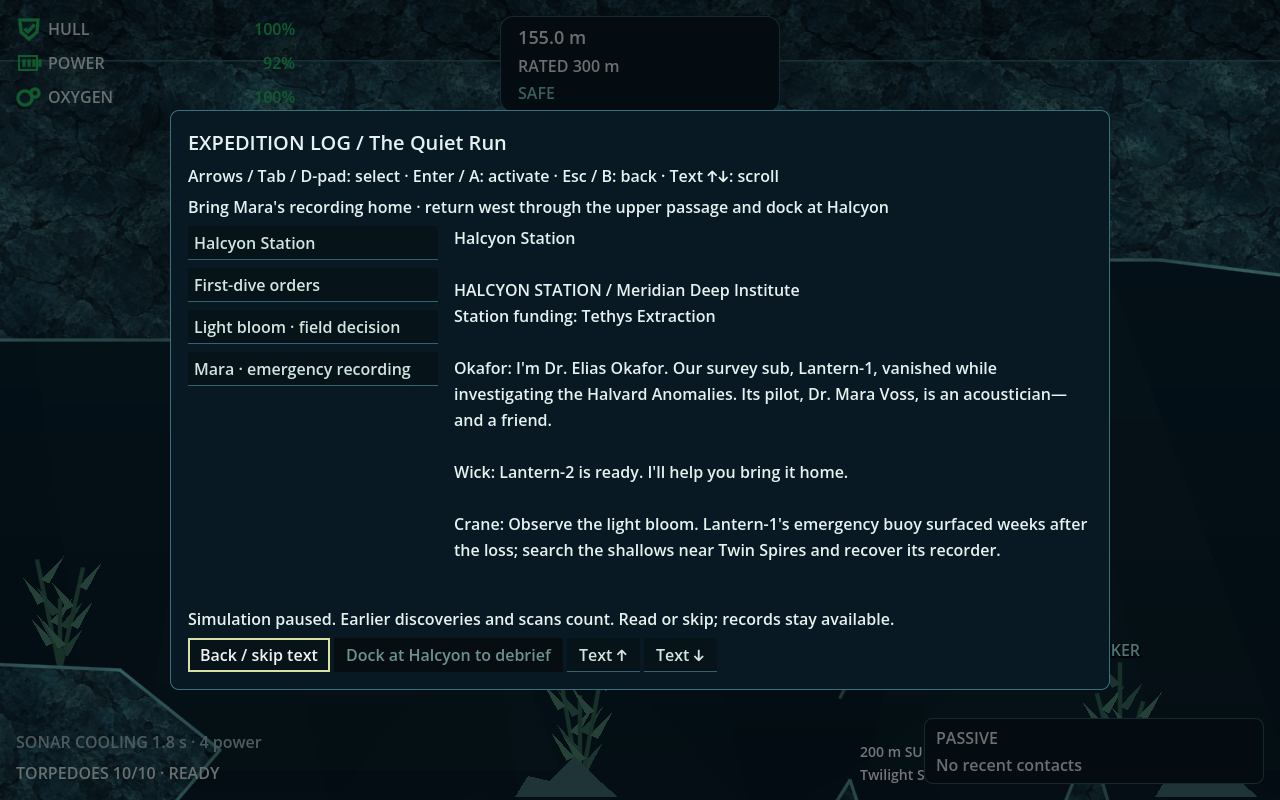 HULL 100%
POWER 92%
OXYGEN 100%
155.0 m
RATED 300 m
SAFE
EXPEDITION LOG / The Quiet Run
Arrows / Tab / D-pad: select · Enter / A: activate · Esc / B: back · Text ↑↓: scroll
Bring Mara's recording home · return west through the upper passage and dock at Halcyon
Halcyon Station
First-dive orders
Light bloom · field decision
Mara · emergency recording
Halcyon Station
HALCYON STATION / Meridian Deep Institute
Station funding: Tethys Extraction
Okafor: I'm Dr. Elias Okafor. Our survey sub, Lantern-1, vanished while
investigating the Halvard Anomalies. Its pilot, Dr. Mara Voss, is an acoustician—
and a friend.
Wick: Lantern-2 is ready. I'll help you bring it home.
Crane: Observe the light bloom. Lantern-1's emergency buoy surfaced weeks after
the loss; search the shallows near Twin Spires and recover its recorder.
Simulation paused. Earlier discoveries and scans count. Read or skip; records stay available.
Back / skip text
Dock at Halcyon to debrief
Text ↑
Text ↓
KER
SONAR COOLING 1.8 s · 4 power
TORPEDOES 10/10 · READY
200 m SU
Twilight S
PASSIVE
No recent contacts